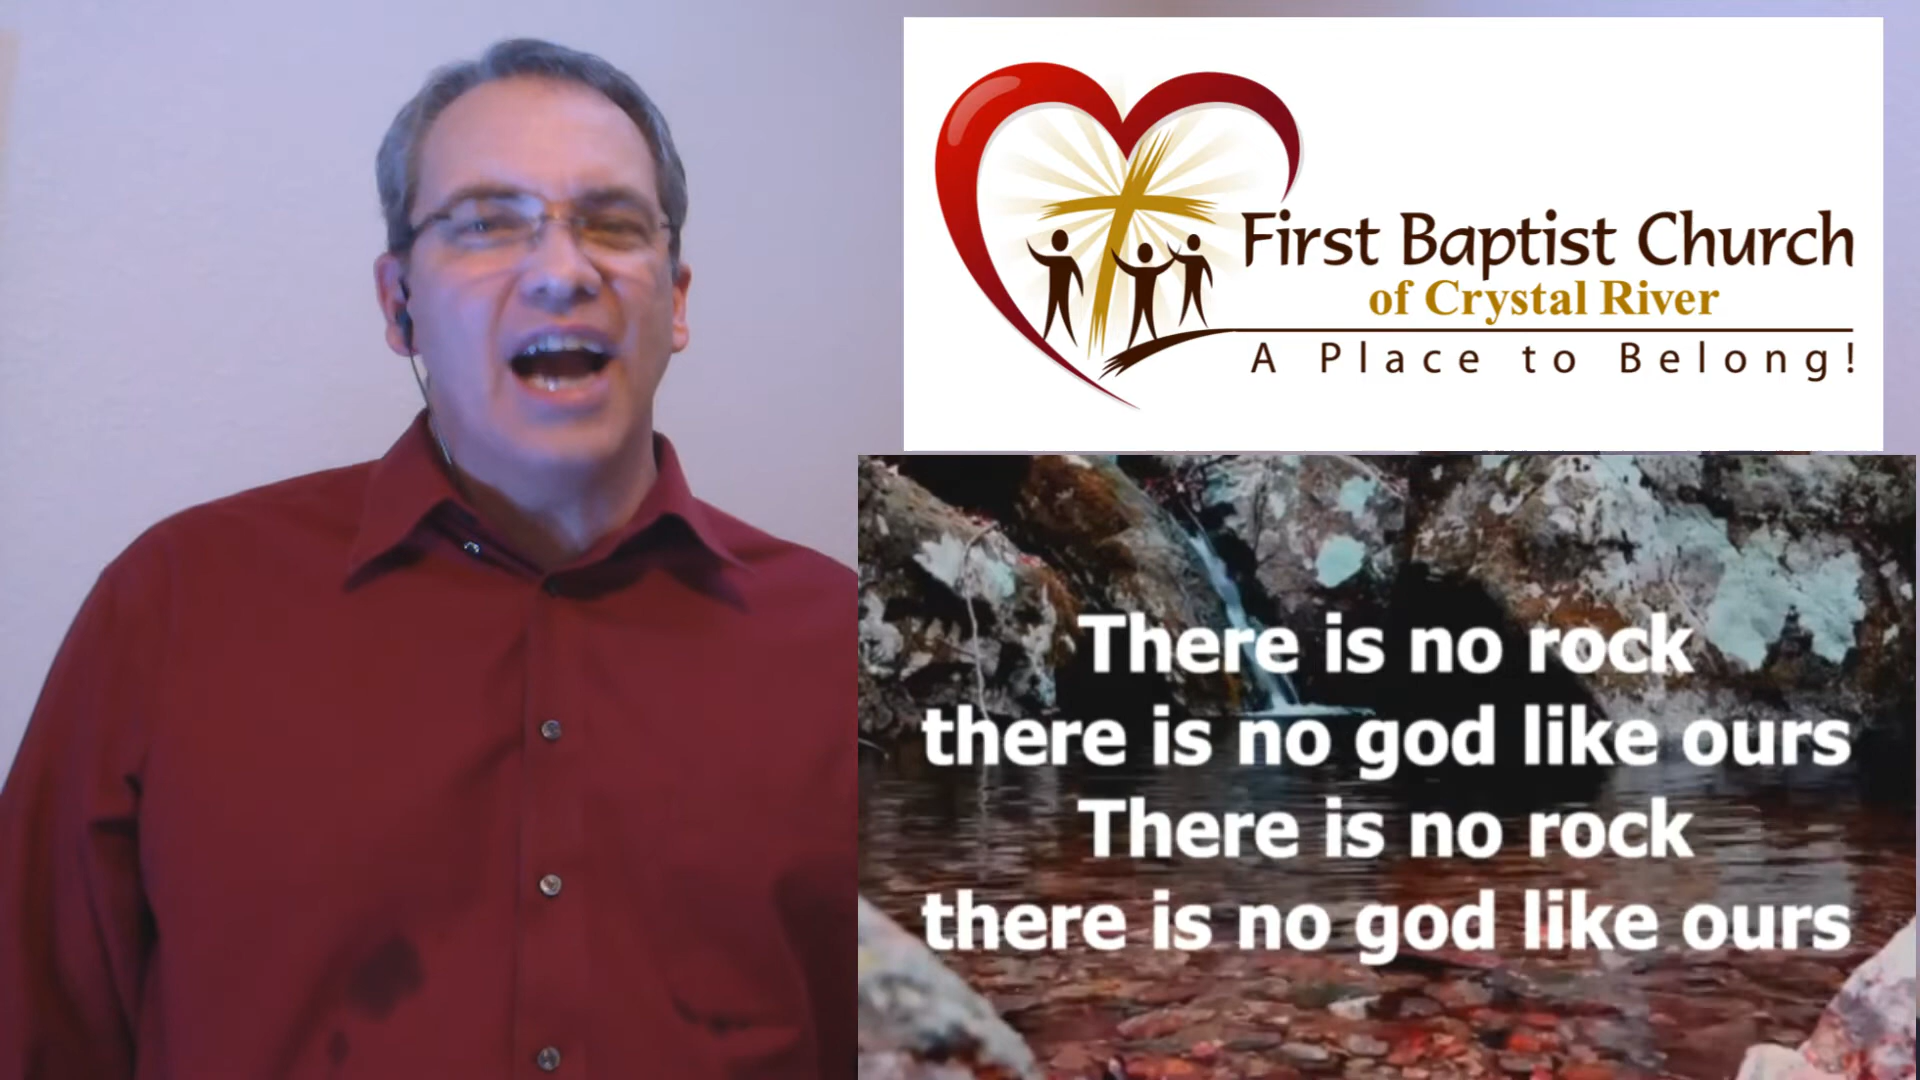 First Baptist Church
of Crystal River
A Place to Belong!
There is no rock
there is no god like ours
There is no rock
there is no god like ours